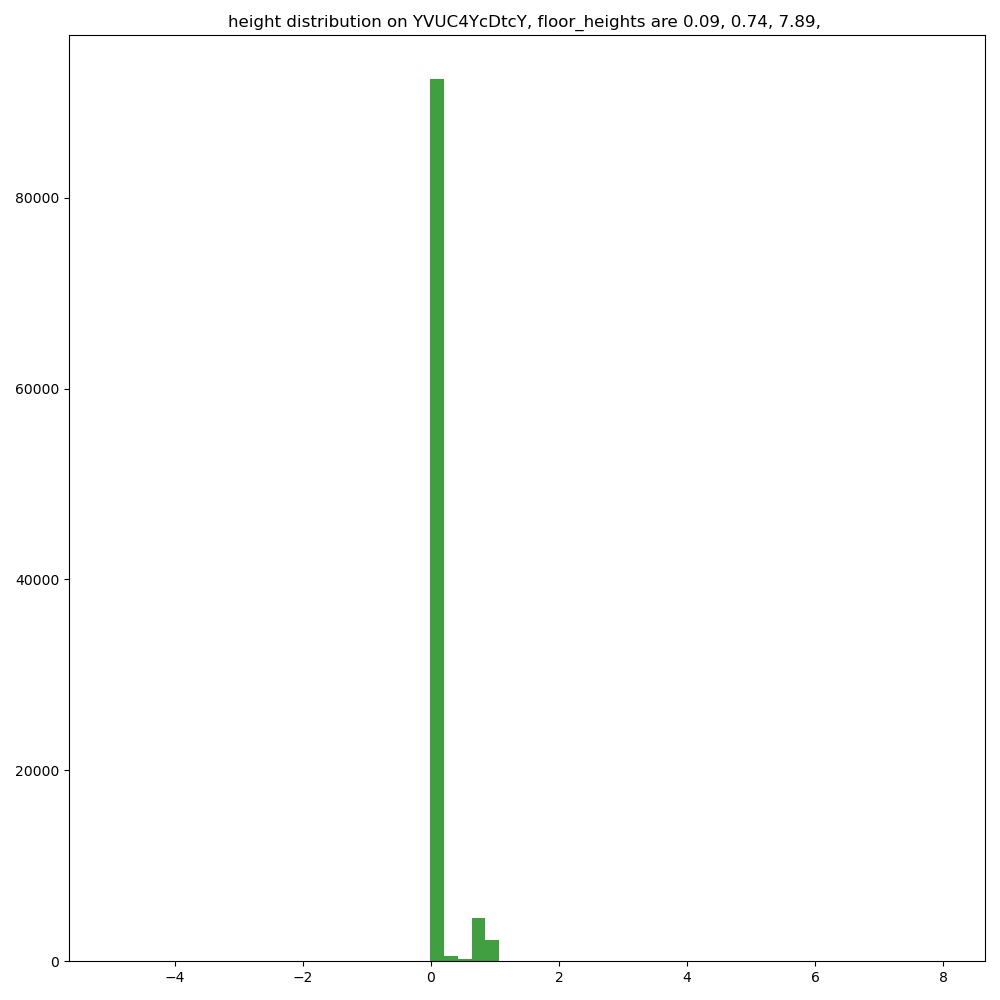 height distribution on YVUC4YcDtcY, floor_heights are 0.09, 0.74, 7.89,
80000
60000
40000
20000
0
−4 −2 0 2 4 6 8